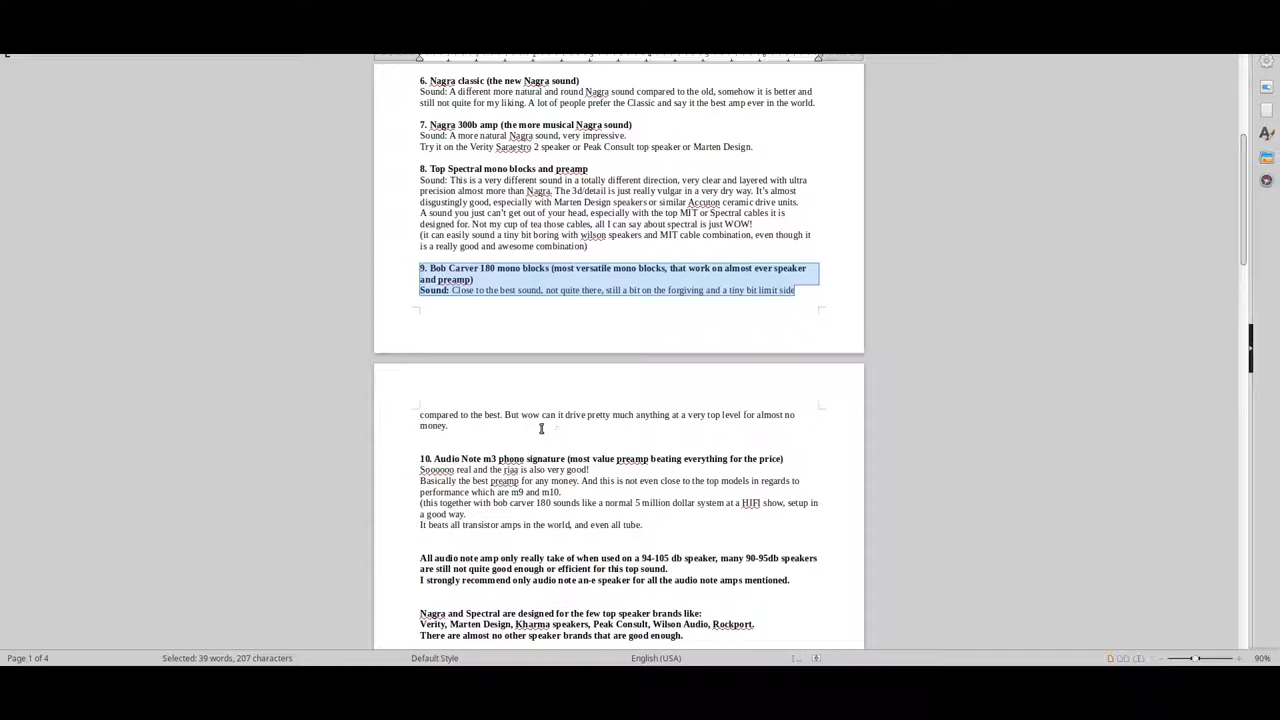 6. Nagra classic (the new Nagra sound)
Sound: A different more natural and round Nagra sound compared to the old, somehow it is better and
still not quite for my liking. A lot of people prefer the Classic and say it the best amp ever in the world.
7. Nagra 300b amp (the more musical Nagra sound)
Sound: A more natural Nagra sound, very impressive.
Try it on the Verity Saraestro 2 speaker or Peak Consult top speaker or Marten Design.
8. Top Spectral mono blocks and preamp
Sound: This is a very different sound in a totally different direction, very clear and layered with ultra
precision almost more than Nagra. The 3d/detail is just really vulgar in a very dry way. It's almost
disgustingly good, especially with Marten Design speakers or similar Accuton ceramic drive units.
A sound you just can't get out of your head, especially with the top MIT or Spectral cables it is
designed for. Not my cup of tea those cables, all I can say about spectral is just WOW!
(it can easily sound a tiny bit boring with wilson speakers and MIT cable combination, even though it
is a really good and awesome combination)
9. Bob Carver 180 mono blocks (most versatile mono blocks, that work on almost ever speaker
and preamp)
Sound: Close to the best sound, not quite there, still a bit on the forgiving and a tiny bit limit side
compared to the best. But wow can it drive pretty much anything at a very top level for almost no
money.
10. Audio Note m3 phono signature (most value preamp beating everything for the price)
Soooooo real and the riaa is also very good!
Basically the best preamp for any money. And this is not even close to the top models in regards to
performance which are m9 and m10.
(this together with bob carver 180 sounds like a normal 5 million dollar system at a HIFI show, setup in
a good way.
It beats all transistor amps in the world, and even all tube.
All audio note amp only really take of when used on a 94-105 db speaker, many 90-95db speakers
are still not quite good enough or efficient for this top sound.
I strongly recommend only audio note an-e speaker for all the audio note amps mentioned.
Nagra and Spectral are designed for the few top speaker brands like:
Verity, Marten Design, Kharma speakers, Peak Consult, Wilson Audio, Rockport.
There are almost no other speaker brands that are good enough.
Page 1 of 4 Selected: 39 words, 207 characters Default Style English (USA) 90%